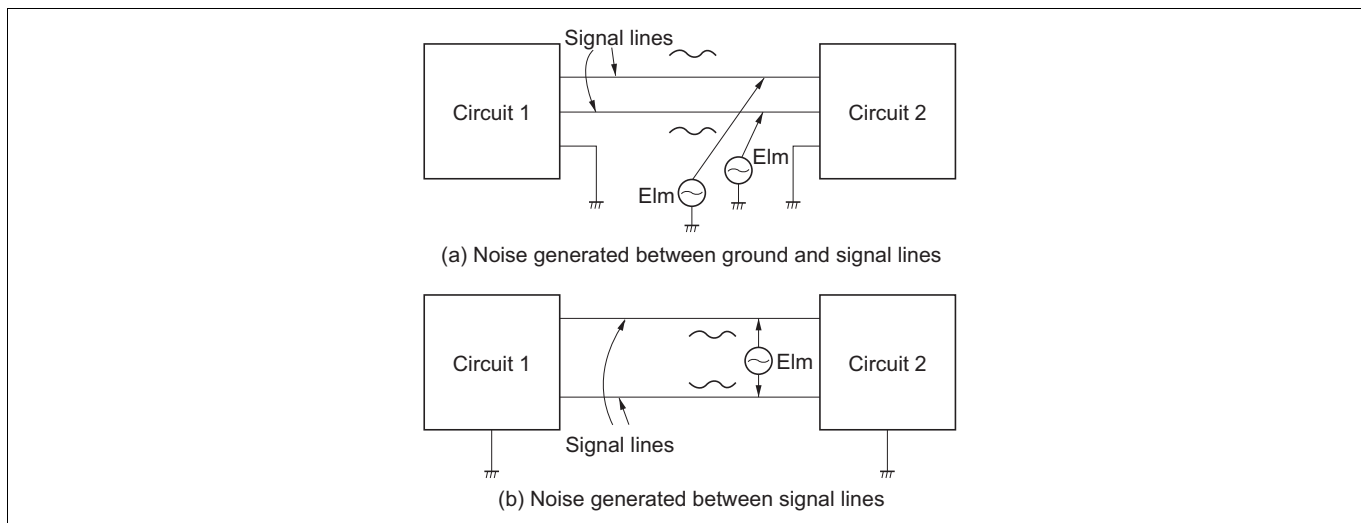 Signal lines
Circuit 1
Circuit 2
Elm
Elm
(a) Noise generated between ground and signal lines
Circuit 1
Elm
Circuit 2
Signal lines
(b) Noise generated between signal lines